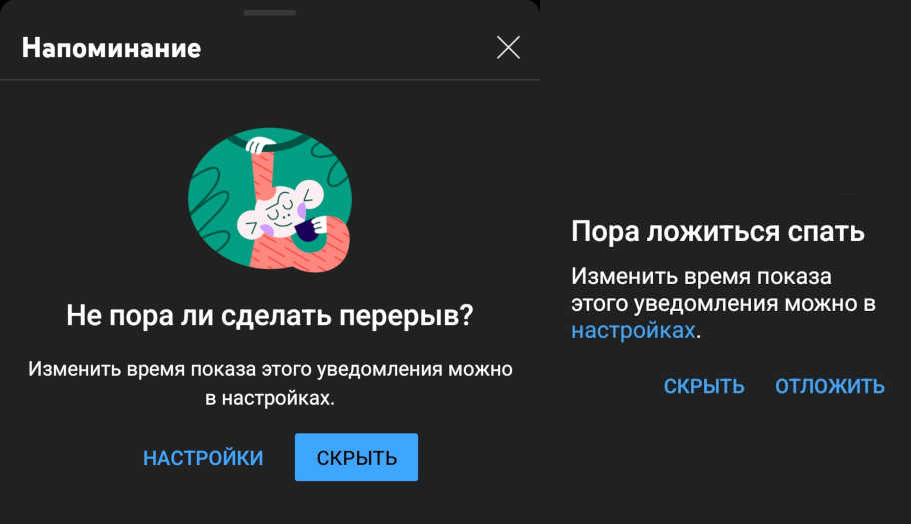 Напоминание
Не пора ли сделать перерыв?
Изменить время показа этого уведомления можно
в настройках.
НАСТРОЙКИ
СКРЫТЬ
Пора ложиться спать
Изменить время показа
этого уведомления можно в
настройках.
СКРЫТЬ
ОТЛОЖИТЬ